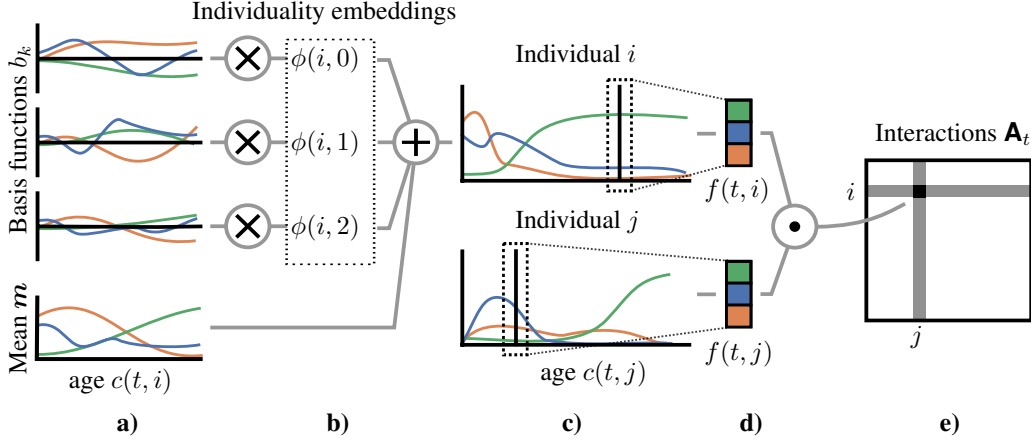 Individuality embeddings
Basis functions b_k
ϕ(i, 0)
ϕ(i, 1)
ϕ(i, 2)
Mean m
age c(t, i)
Individual i
Individual j
age c(t, j)
f(t, i)
f(t, j)
Interactions A_t
i
j
a)
b)
c)
d)
e)